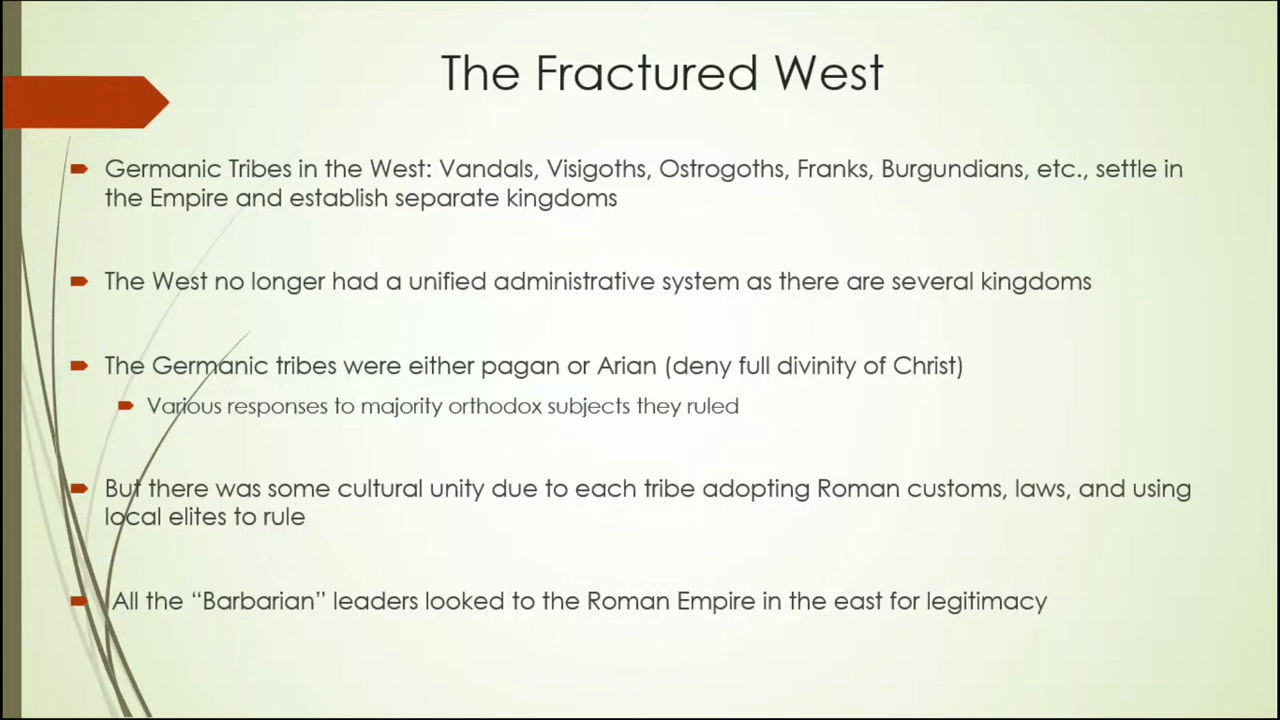 The Fractured West
Germanic Tribes in the West: Vandals, Visigoths, Ostrogoths, Franks, Burgundians, etc., settle in
the Empire and establish separate kingdoms
The West no longer had a unified administrative system as there are several kingdoms
The Germanic tribes were either pagan or Arian (deny full divinity of Christ)
Various responses to majority orthodox subjects they ruled
But there was some cultural unity due to each tribe adopting Roman customs, laws, and using
local elites to rule
All the “Barbarian” leaders looked to the Roman Empire in the east for legitimacy